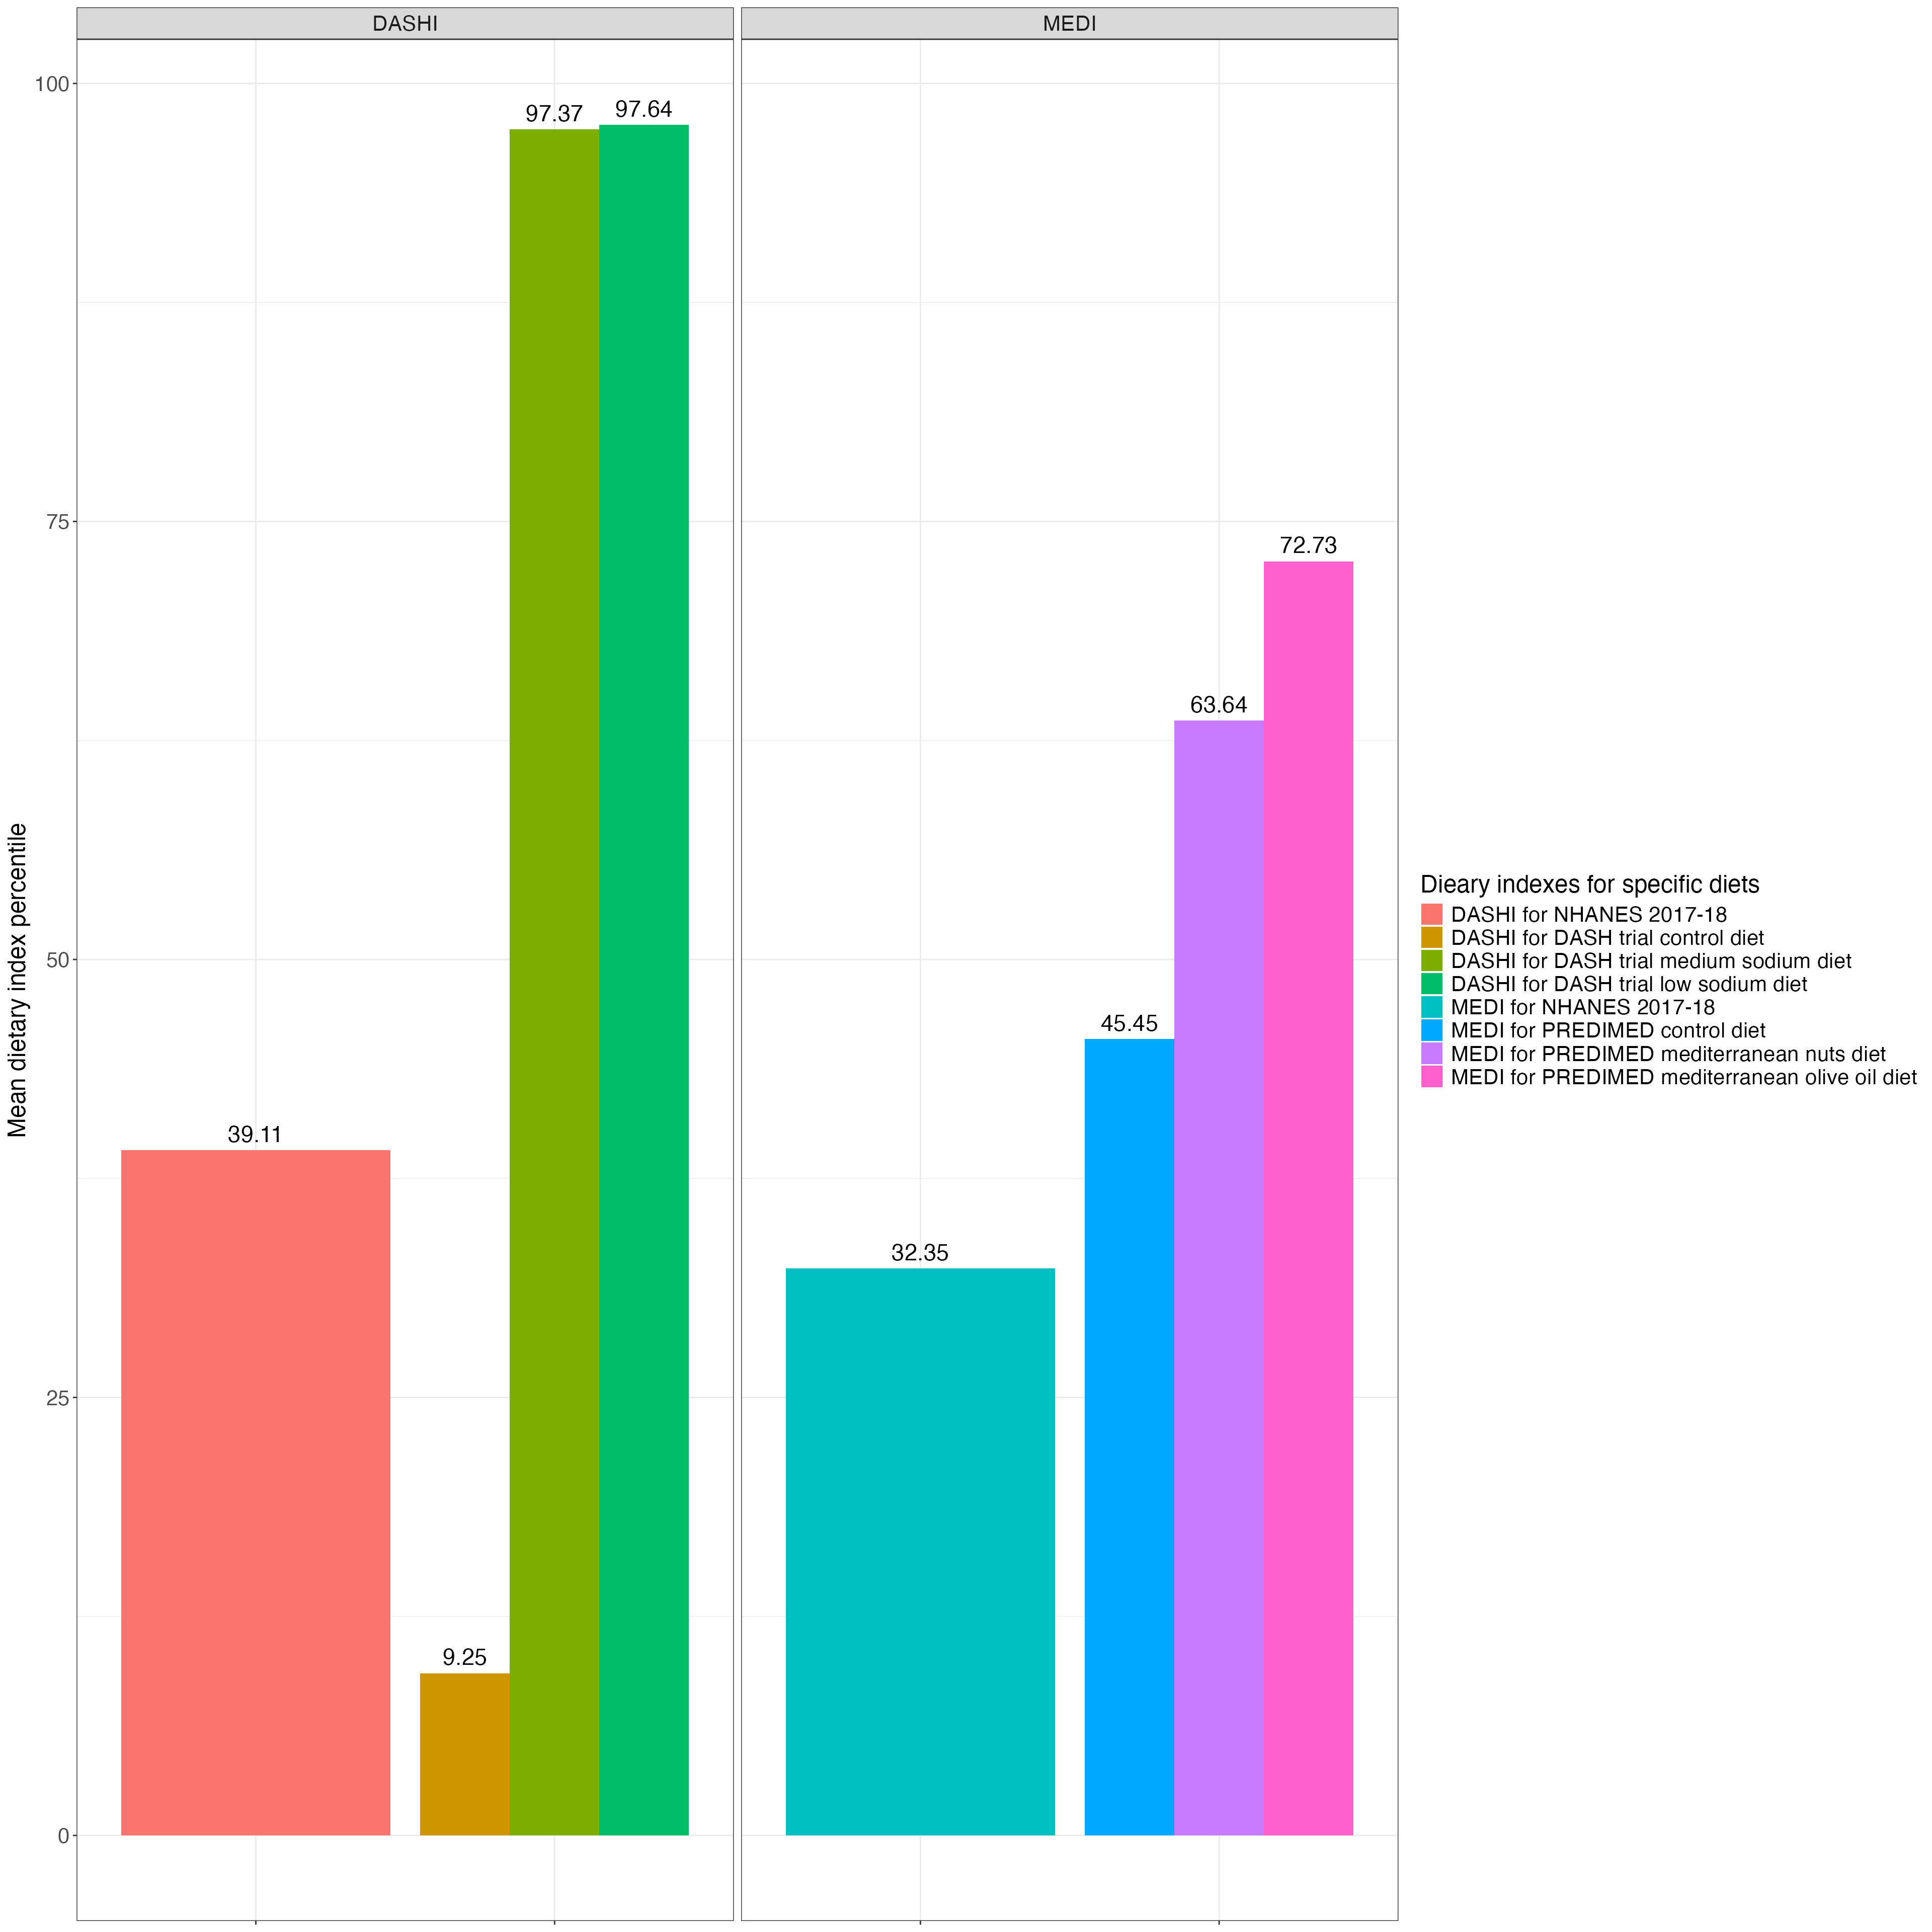 DASHI
MEDI
100
75
50
25
0
Mean dietary index percentile
39.11
9.25
97.37
97.64
32.35
45.45
63.64
72.73
Dieary indexes for specific diets
DASHI for NHANES 2017-18
DASHI for DASH trial control diet
DASHI for DASH trial medium sodium diet
DASHI for DASH trial low sodium diet
MEDI for NHANES 2017-18
MEDI for PREDIMED control diet
MEDI for PREDIMED mediterranean nuts diet
MEDI for PREDIMED mediterranean olive oil diet